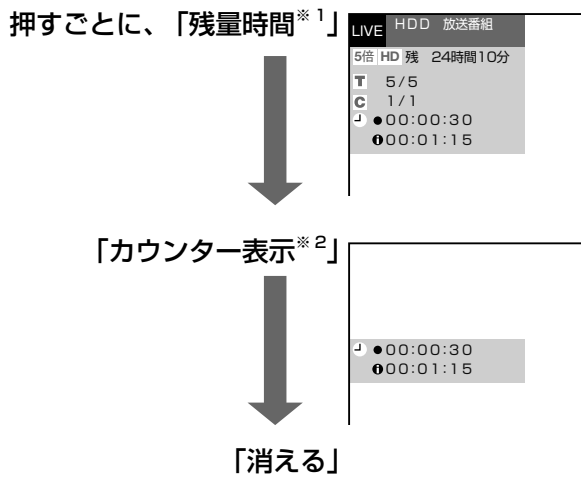 押すごとに、「残量時間※1」
LIVE HDD 放送番組
5倍 HD 残 24時間10分
T 5/5
C 1/1
●00:00:30
❶00:01:15
「カウンター表示※2」
●00:00:30
❶00:01:15
「消える」